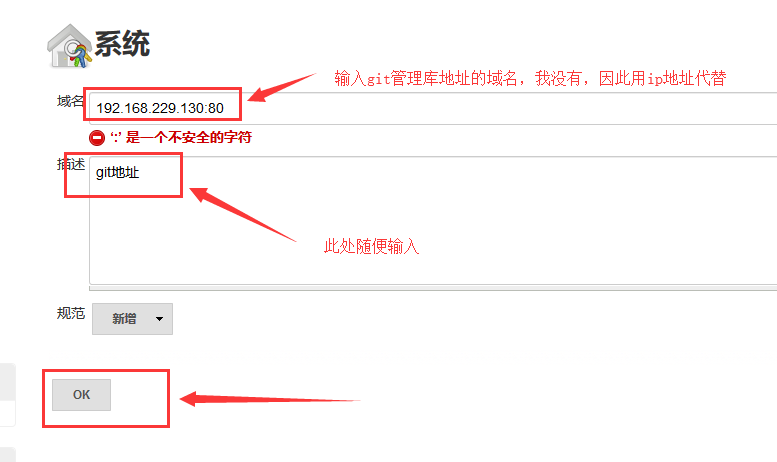 系统
输入git管理库地址的域名，我没有，因此用ip地址代替
域名
192.168.229.130:80
‘:’ 是一个不安全的字符
描述
git地址
此处随便输入
规范
新增
OK